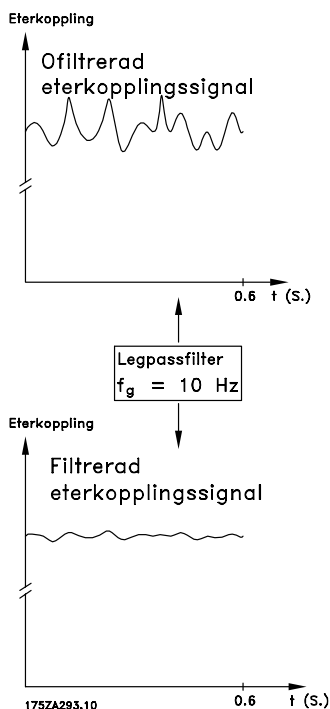 Eterkoppling
Ofiltrerad
eterkopplingssignal
0.6 t (S.)
Legpassfilter
fg = 10 Hz
Eterkoppling
Filtrerad
eterkopplingssignal
0.6 t (S.)
175ZA293.10